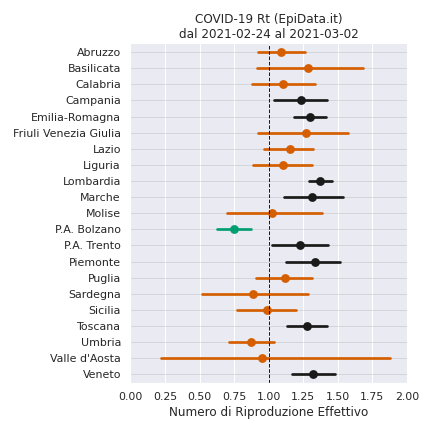 COVID-19 Rt (EpiData.it)
dal 2021-02-24 al 2021-03-02
Abruzzo
Basilicata
Calabria
Campania
Emilia-Romagna
Friuli Venezia Giulia
Lazio
Liguria
Lombardia
Marche
Molise
P.A. Bolzano
P.A. Trento
Piemonte
Puglia
Sardegna
Sicilia
Toscana
Umbria
Valle d'Aosta
Veneto
0.00 0.25 0.50 0.75 1.00 1.25 1.50 1.75 2.00
Numero di Riproduzione Effettivo